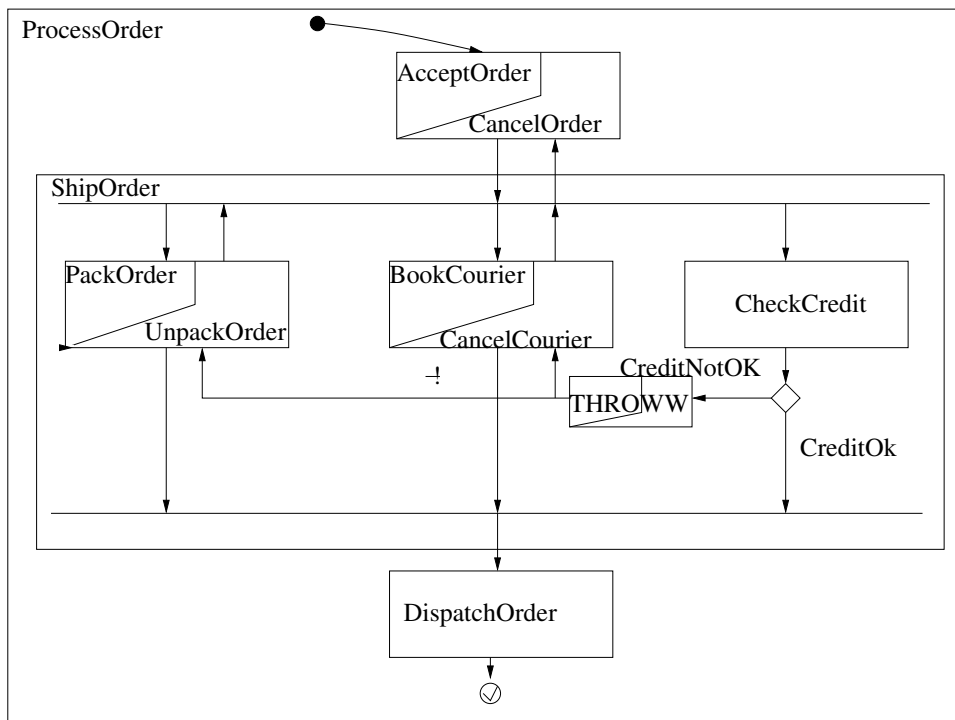 ProcessOrder
AcceptOrder
CancelOrder
ShipOrder
PackOrder
BookCourier
CheckCredit
UnpackOrder
CancelCourier
CreditNotOK
THROWW
CreditOk
DispatchOrder